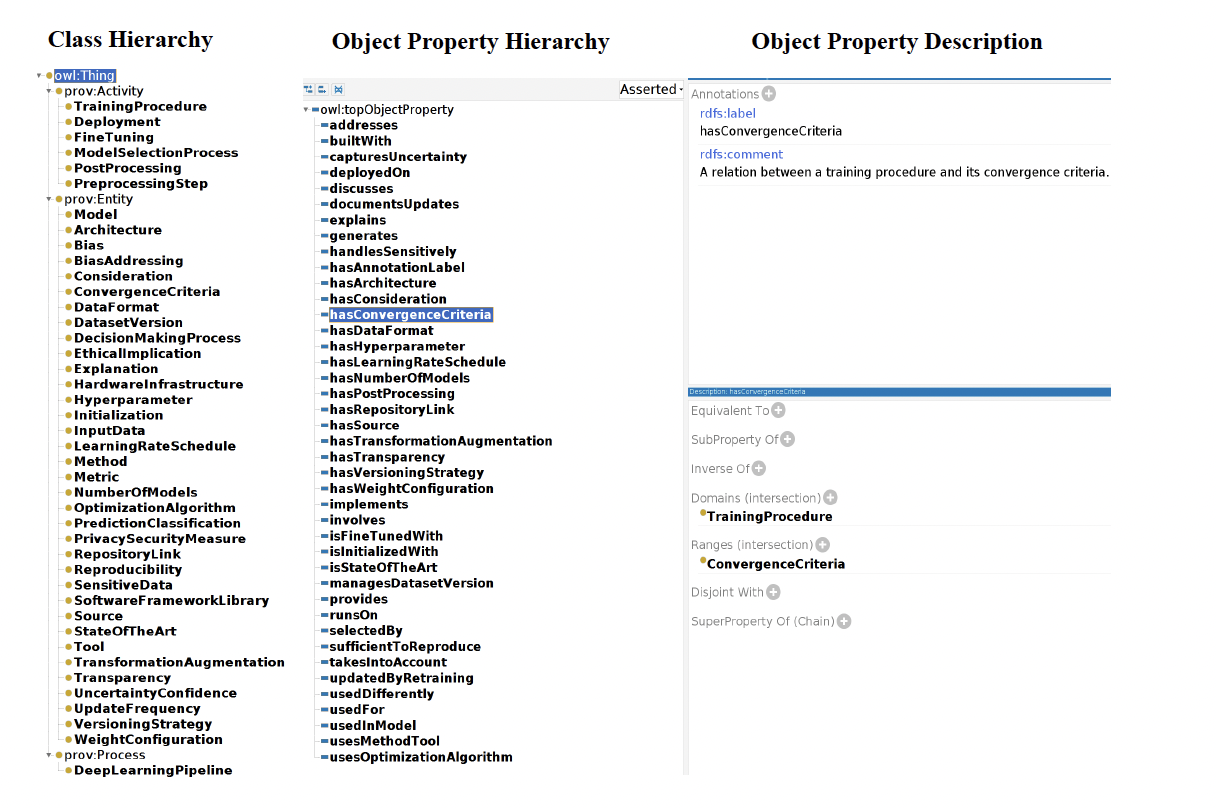 Class Hierarchy
owl:Thing
prov:Activity
TrainingProcedure
Deployment
FineTuning
ModelSelectionProcess
PostProcessing
PreprocessingStep
prov:Entity
Model
Architecture
Bias
BiasAddressing
Consideration
ConvergenceCriteria
DataFormat
DatasetVersion
DecisionMakingProcess
EthicalImplication
Explanation
HardwareInfrastructure
Hyperparameter
Initialization
InputData
LearningRateSchedule
Method
Metric
NumberOfModels
OptimizationAlgorithm
PredictionClassification
PrivacySecurityMeasure
RepositoryLink
Reproducibility
SensitiveData
SoftwareFrameworkLibrary
Source
StateOfTheArt
Tool
TransformationAugmentation
Transparency
UncertaintyConfidence
UpdateFrequency
VersioningStrategy
WeightConfiguration
prov:Process
DeepLearningPipeline
Object Property Hierarchy
Asserted
owl:topObjectProperty
addresses
builtWith
capturesUncertainty
deployedOn
discusses
documentsUpdates
explains
generates
handlesSensitively
hasAnnotationLabel
hasArchitecture
hasConsideration
hasConvergenceCriteria
hasDataFormat
hasHyperparameter
hasLearningRateSchedule
hasNumberOfModels
hasPostProcessing
hasRepositoryLink
hasSource
hasTransformationAugmentation
hasTransparency
hasVersioningStrategy
hasWeightConfiguration
implements
involves
isFineTunedWith
isInitializedWith
isStateOfTheArt
managesDatasetVersion
provides
runsOn
selectedBy
sufficientToReproduce
takesIntoAccount
updatedByRetraining
usedDifferently
usedFor
usedInModel
usesMethodTool
usesOptimizationAlgorithm
Object Property Description
Annotations
rdfs:label
hasConvergenceCriteria
rdfs:comment
A relation between a training procedure and its convergence criteria.
Description: hasConvergenceCriteria
Equivalent To
SubProperty Of
Inverse Of
Domains (intersection)
TrainingProcedure
Ranges (intersection)
ConvergenceCriteria
Disjoint With
SuperProperty Of (Chain)